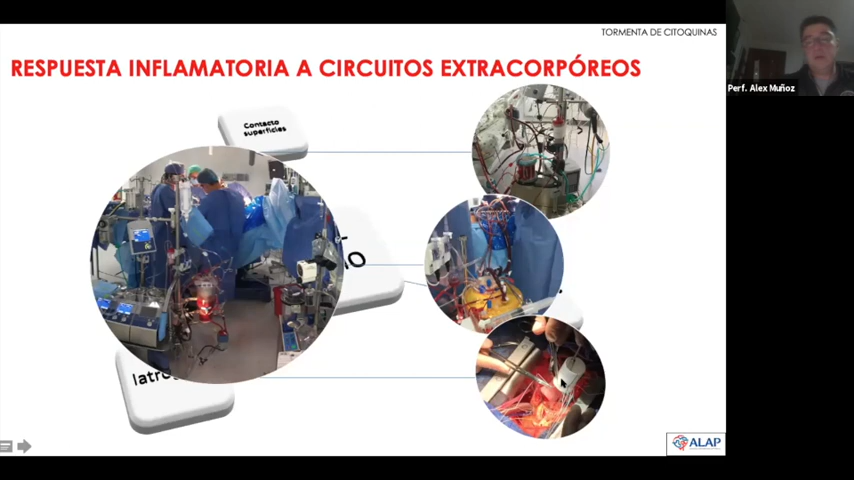 TORMENTA DE CITOQUINAS
RESPUESTA INFLAMATORIA A CIRCUITOS EXTRACORPÓREOS
Perf. Alex Muñoz
Contacto
superficies
ALAP